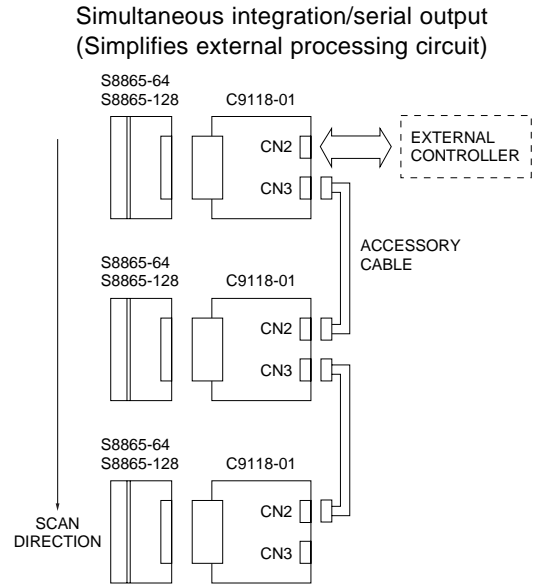 Simultaneous integration/serial output
(Simplifies external processing circuit)
S8865-64
S8865-128
C9118-01
CN2
CN3
EXTERNAL
CONTROLLER
ACCESSORY
CABLE
S8865-64
S8865-128
C9118-01
CN2
CN3
S8865-64
S8865-128
C9118-01
CN2
CN3
SCAN
DIRECTION